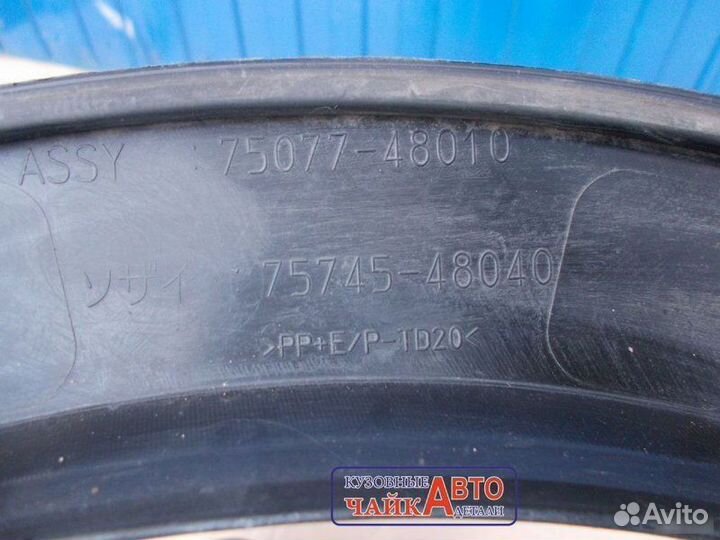 ASSY : 75077-48010
ソザイ : 75745-48040
>PP+E/P-TD20<
КУЗОВНЫЕ АВТО
ЧАЙКА ДЕТАЛИ
Avito